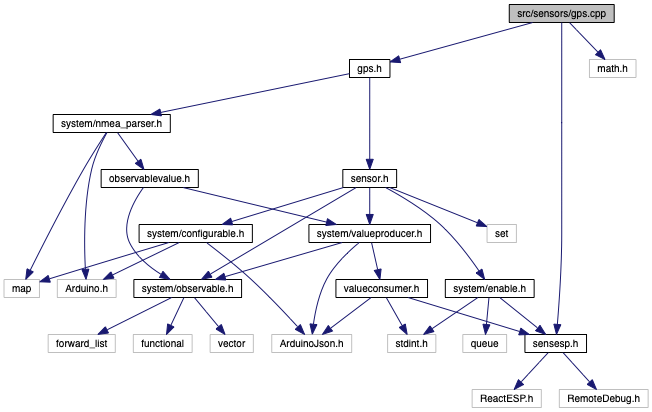 src/sensors/gps.cpp
gps.h
math.h
system/nmea_parser.h
observablevalue.h
sensor.h
system/configurable.h
system/valueproducer.h
set
map
Arduino.h
system/observable.h
valueconsumer.h
system/enable.h
forward_list
functional
vector
ArduinoJson.h
stdint.h
queue
sensesp.h
ReactESP.h
RemoteDebug.h